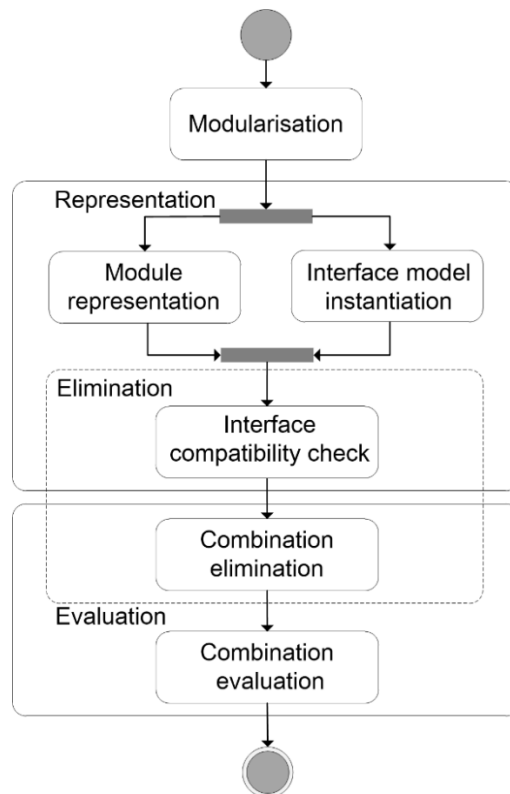 Modularisation
Representation
Module
representation
Interface model
instantiation
Elimination
Interface
compatibility check
Combination
elimination
Evaluation
Combination
evaluation